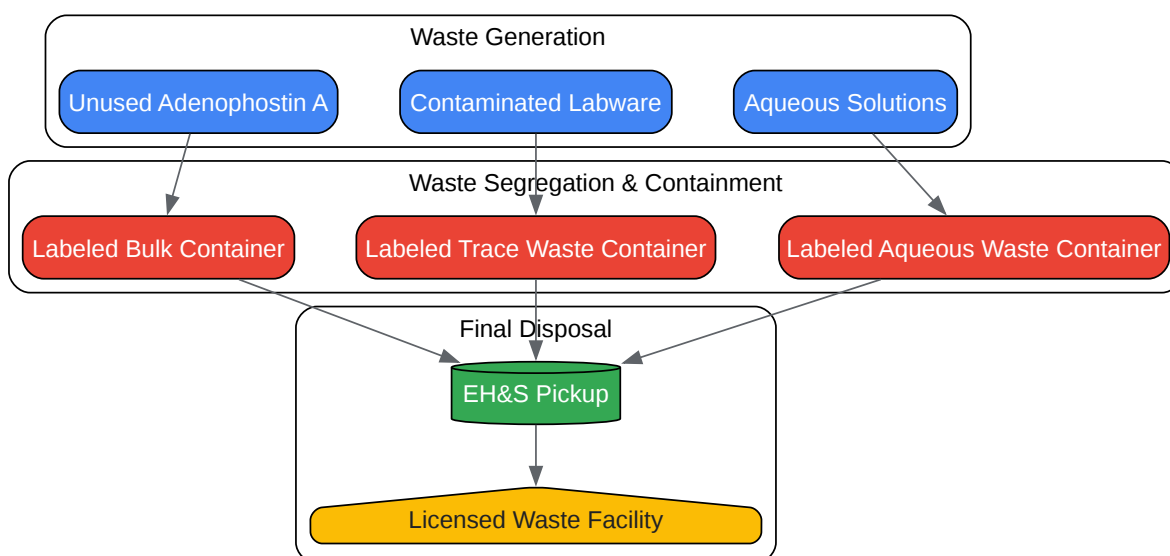 Waste Generation
Unused Adenophostin A
Contaminated Labware
Aqueous Solutions
Waste Segregation & Containment
Labeled Bulk Container
Labeled Trace Waste Container
Labeled Aqueous Waste Container
Final Disposal
EH&S Pickup
Licensed Waste Facility